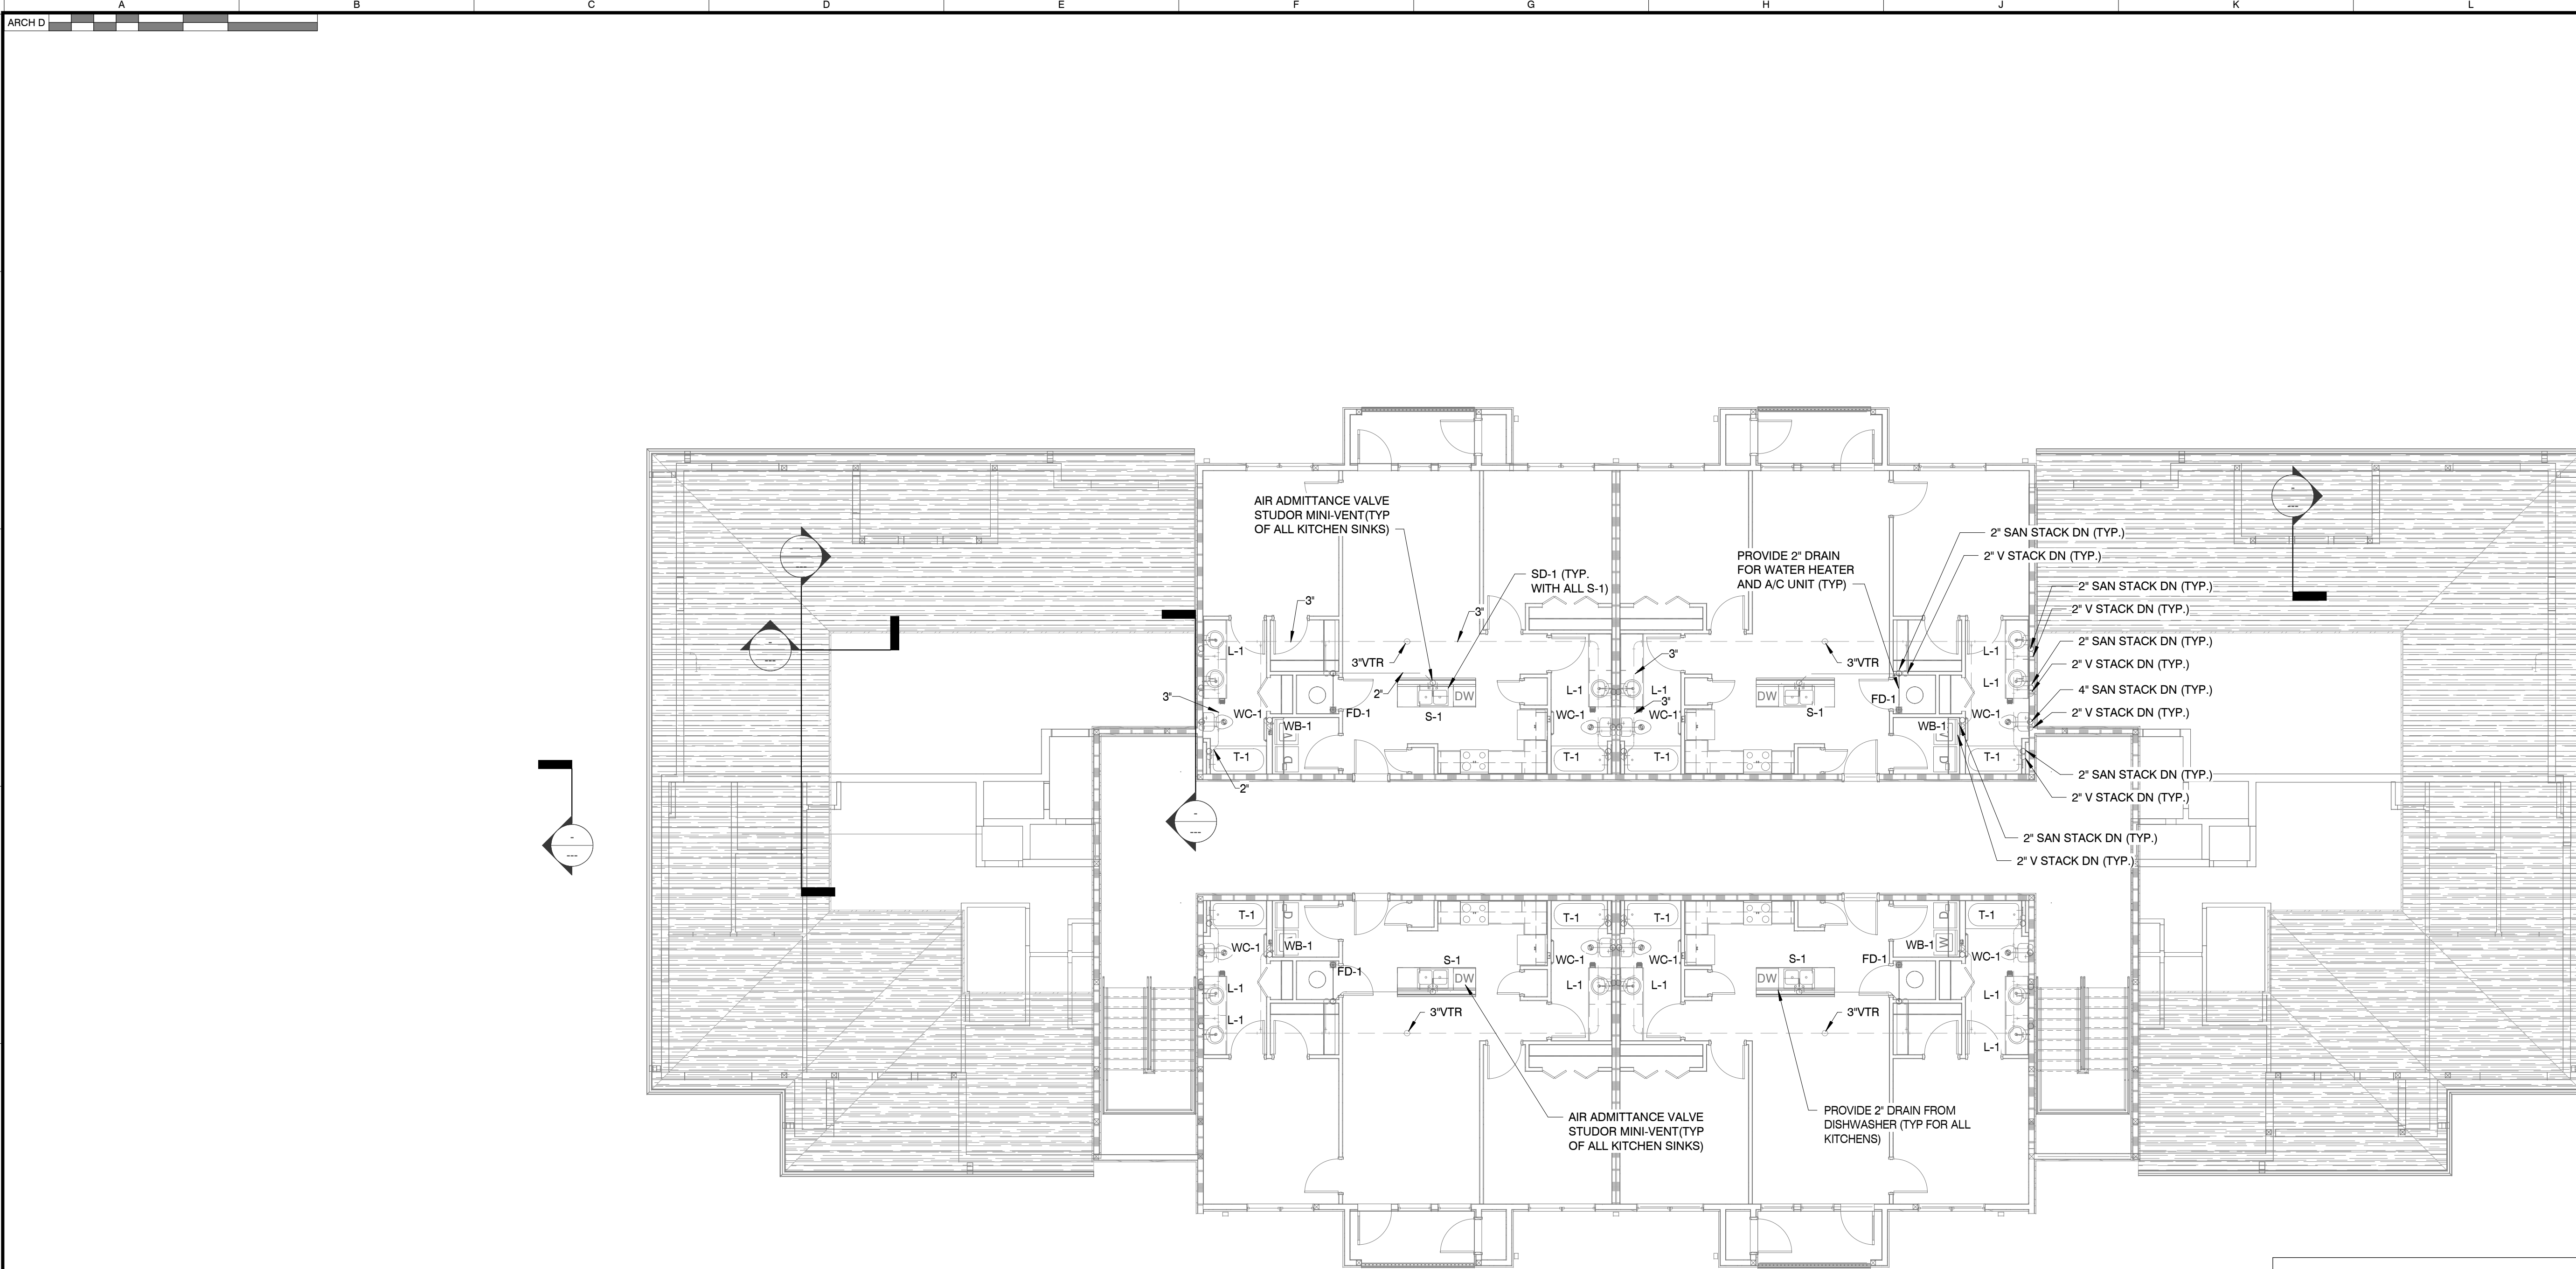 A B C D E F G H J K L
ARCH D
AIR ADMITTANCE VALVE
STUDOR MINI-VENT(TYP
OF ALL KITCHEN SINKS)
2" SAN STACK DN (TYP.)
PROVIDE 2" DRAIN
FOR WATER HEATER
AND A/C UNIT (TYP)
2" V STACK DN (TYP.)
SD-1 (TYP.
WITH ALL S-1)
2" SAN STACK DN (TYP.)
3"
3"
2" V STACK DN (TYP.)
2" SAN STACK DN (TYP.)
L-1
3"
L-1
3"VTR
3"VTR
2" V STACK DN (TYP.)
L-1
3"
2"
DW
L-1
L-1
DW
FD-1
4" SAN STACK DN (TYP.)
3"
WC-1
FD-1
S-1
WC-1
WC-1
S-1
WC-1
2" V STACK DN (TYP.)
WB-1
WB-1
W
W
T-1
D
T-1
T-1
D
T-1
2" SAN STACK DN (TYP.)
2"
2" V STACK DN (TYP.)
2" SAN STACK DN (TYP.)
2" V STACK DN (TYP.)
T-1
D
T-1
T-1
D
T-1
WC-1
WB-1
W
WB-1
W
WC-1
S-1
WC-1
WC-1
S-1
FD-1
FD-1
DW
DW
L-1
L-1
L-1
L-1
3"VTR
3"VTR
L-1
L-1
AIR ADMITTANCE VALVE
STUDOR MINI-VENT(TYP
OF ALL KITCHEN SINKS)
PROVIDE 2" DRAIN FROM
DISHWASHER (TYP FOR ALL
KITCHENS)
-
---
-
---
-
---
-
---
-
---